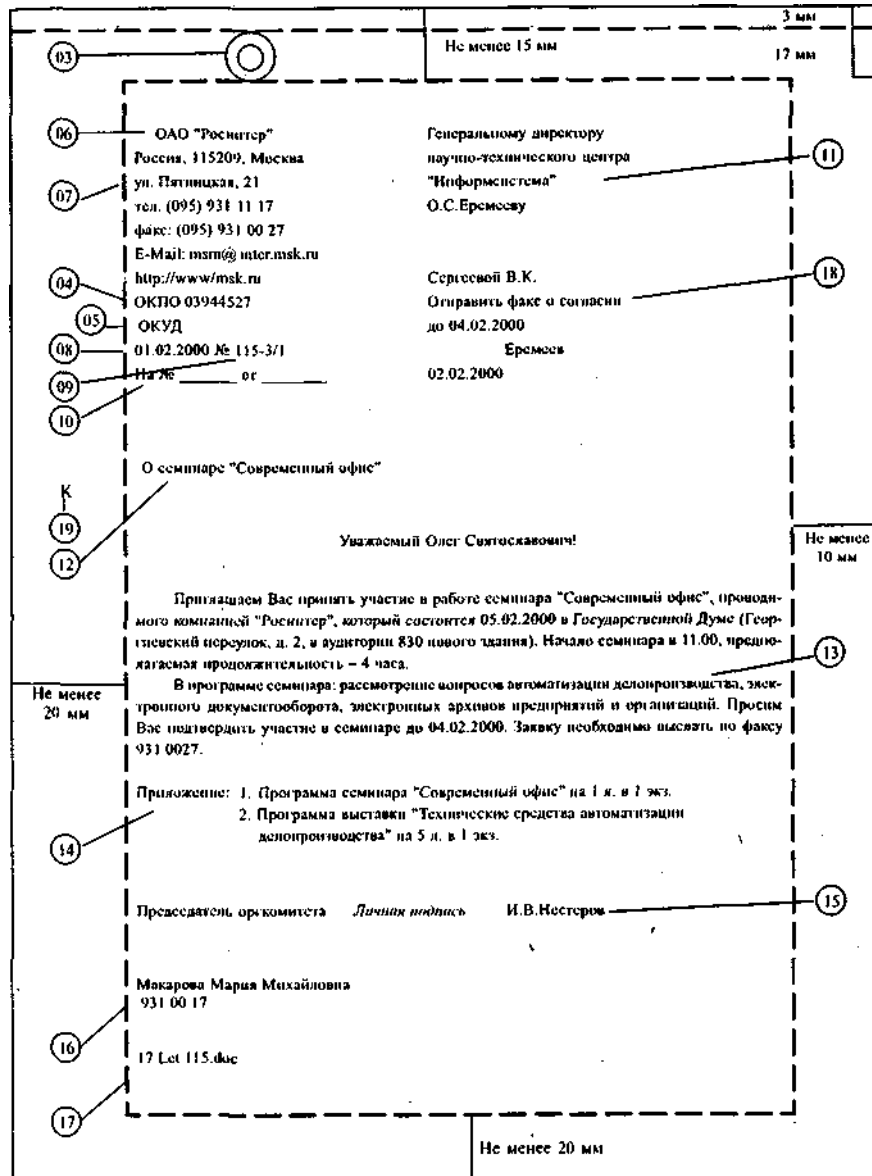 3 мм
Не менее 15 мм
17 мм
03
06
ОАО "Росинтер"
Россия, 115209, Москва
07
ул. Пятницкая, 21
тел. (095) 931 11 17
факс: (095) 931 00 27
E-Mail: msm@ inter.msk.ru
http://www/msk.ru
04
ОКПО 03944527
05
ОКУД
08
01.02.2000 № 115-3/1
09
На № ______ от ______
10
Генеральному директору
научно-технического центра
11
"Информсистема"
О.С.Еремееву
Сергеевой В.К.
18
Отправить факс о согласии
до 04.02.2000
Еремеев
02.02.2000
О семинаре "Современный офис"
К
19
12
Уважаемый Олег Святославович!
Не менее
10 мм
Приглашаем Вас принять участие в работе семинара "Современный офис", проводи-
мого компанией "Росинтер", который состоится 05.02.2000 в Государственной Думе (Геор-
гиевский переулок, д. 2, в аудитории 830 нового здания). Начало семинара в 11.00, предпо-
лагаемая продолжительность – 4 часа.
13
Не менее
20 мм
В программе семинара: рассмотрение вопросов автоматизации делопроизводства, элек-
тронного документооборота, электронных архивов предприятий и организаций. Просим
Вас подтвердить участие в семинаре до 04.02.2000. Заявку необходимо выслать по факсу
931 0027.
Приложение: 1. Программа семинара "Современный офис" на 1 л. в 1 экз.
2. Программа выставки "Технические средства автоматизации
делопроизводства" на 5 л. в 1 экз.
14
Председатель оргкомитета Личная подпись И.В.Нестеров
15
Макарова Мария Михайловна
931 00 17
16
17 Let 115.doc
17
Не менее 20 мм